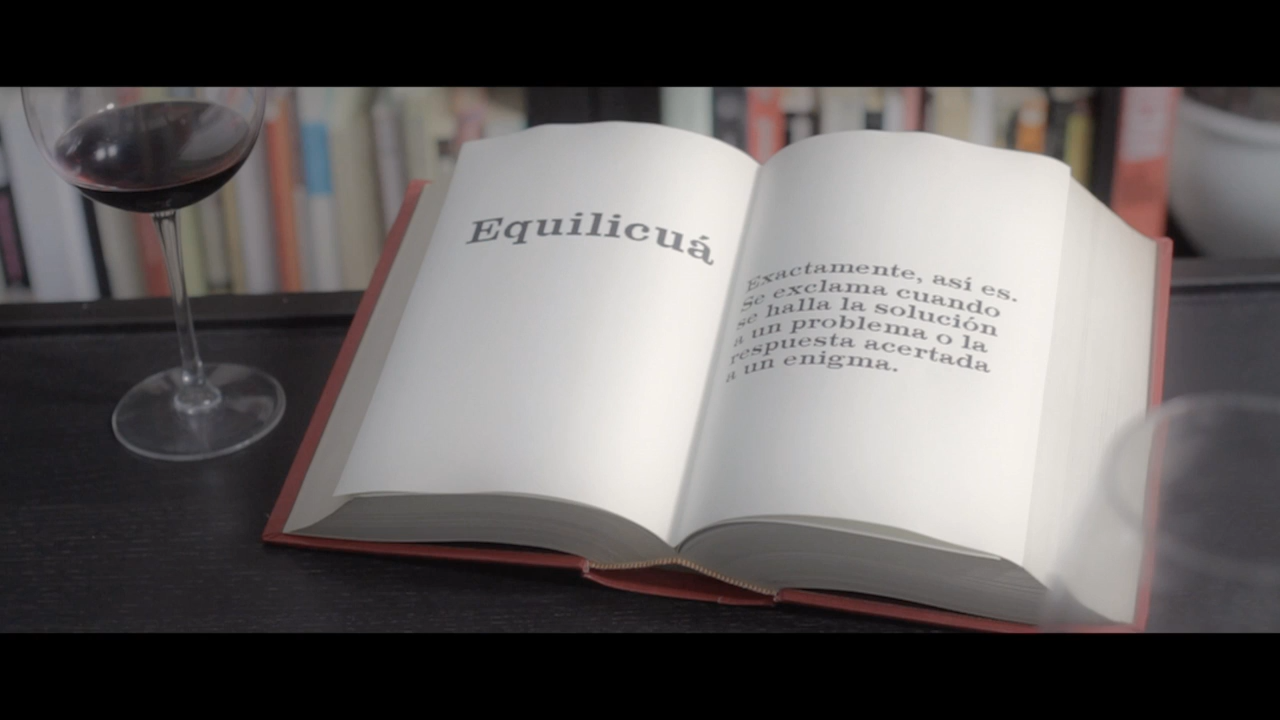 Equilicuá
Exactamente, así es.
Se exclama cuando
se halla la solución
a un problema o la
respuesta acertada
a un enigma.